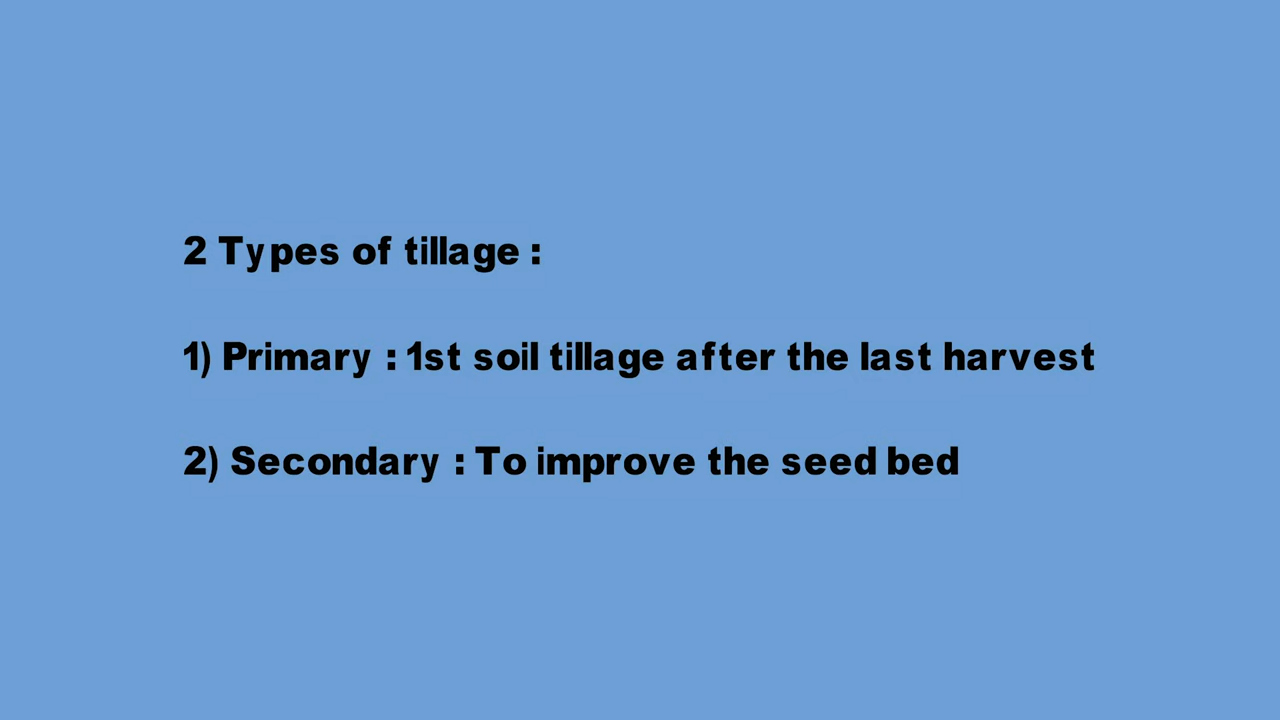 2 Types of tillage :
1) Primary : 1st soil tillage after the last harvest
2) Secondary : To improve the seed bed